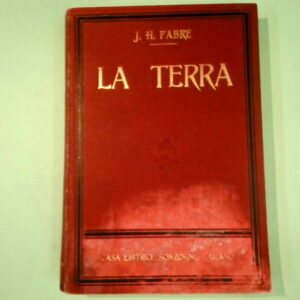 J. H. FABRE
LA TERRA
CASA EDITRICE SONZOGNO MILANO